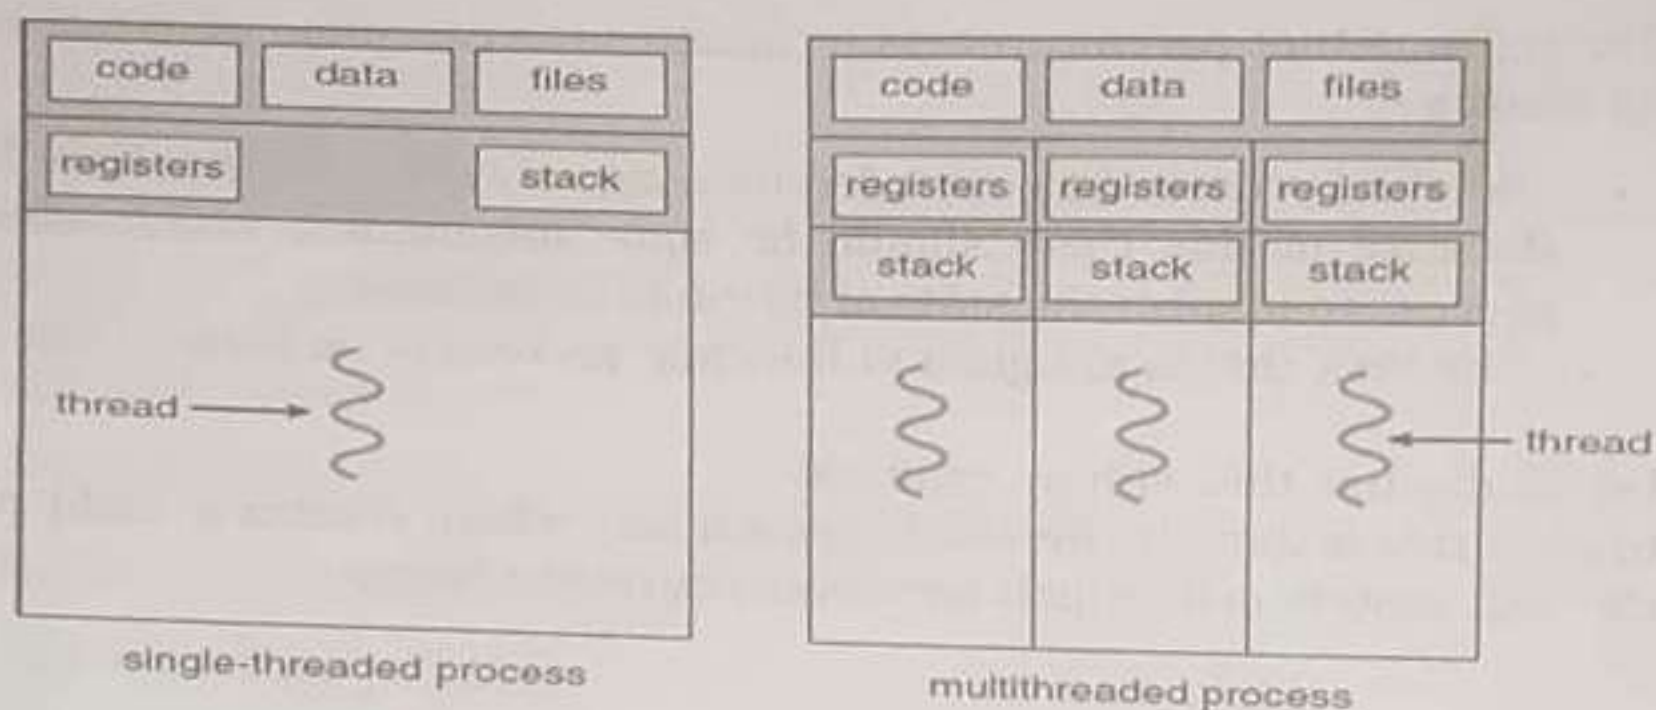 code data files
registers stack
thread
single-threaded process
code data files
registers registers registers
stack stack stack
thread
multithreaded process